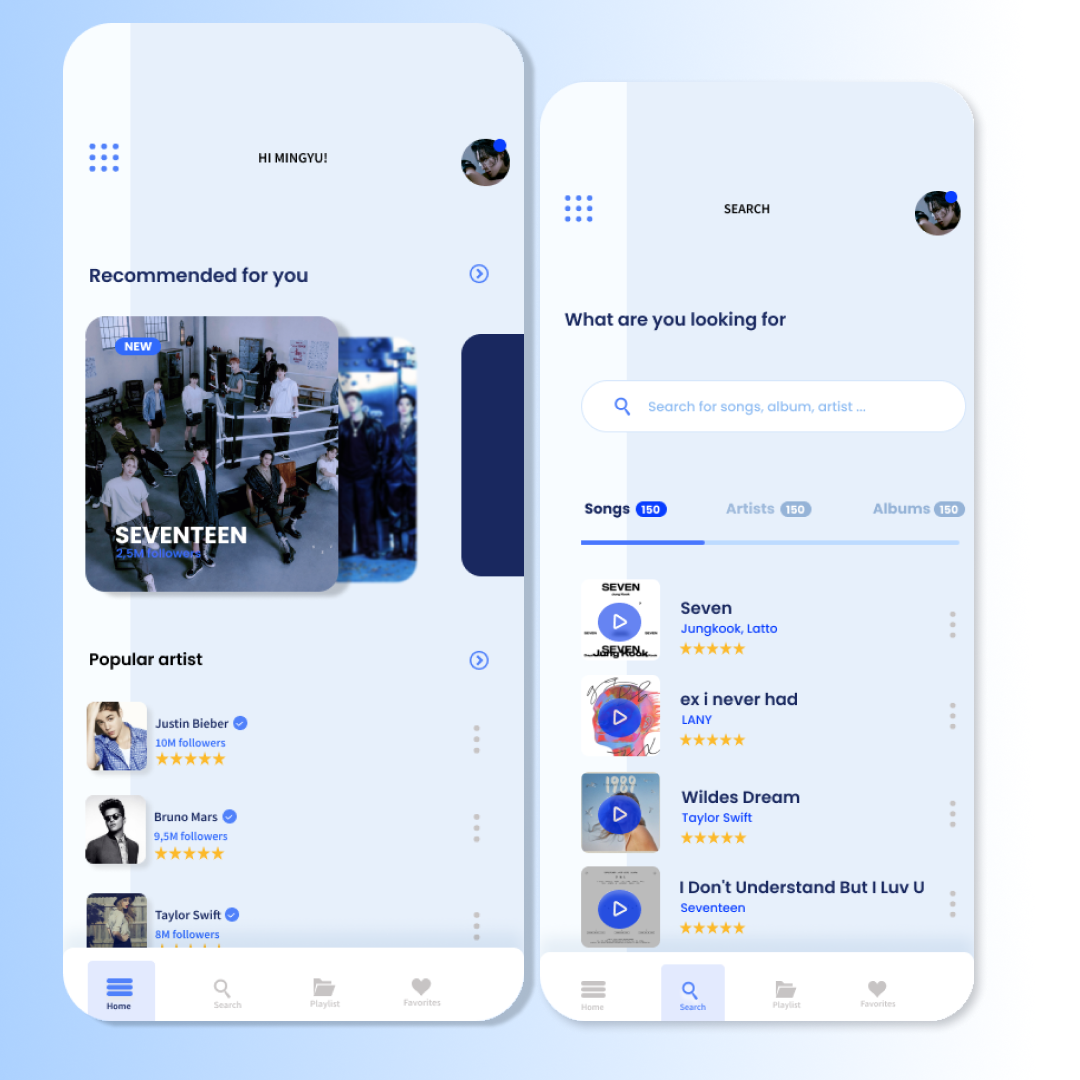 HI MINGYU!
Recommended for you
NEW
SEVENTEEN
2,5M followers
Popular artist
Justin Bieber
10M followers
Bruno Mars
9,5M followers
Taylor Swift
8M followers
Home
Search
Playlist
Favorites
SEARCH
What are you looking for
Search for songs, album, artist ...
Songs 150
Artists 150
Albums 150
SEVEN
Jung Kook
SEVEN
SEVEN
SEVEN
Jung Kook
Seven
Jungkook, Latto
ex i never had
LANY
1989
Wildes Dream
Taylor Swift
I Don't Understand But I Luv U
Seventeen
Home
Search
Playlist
Favorites